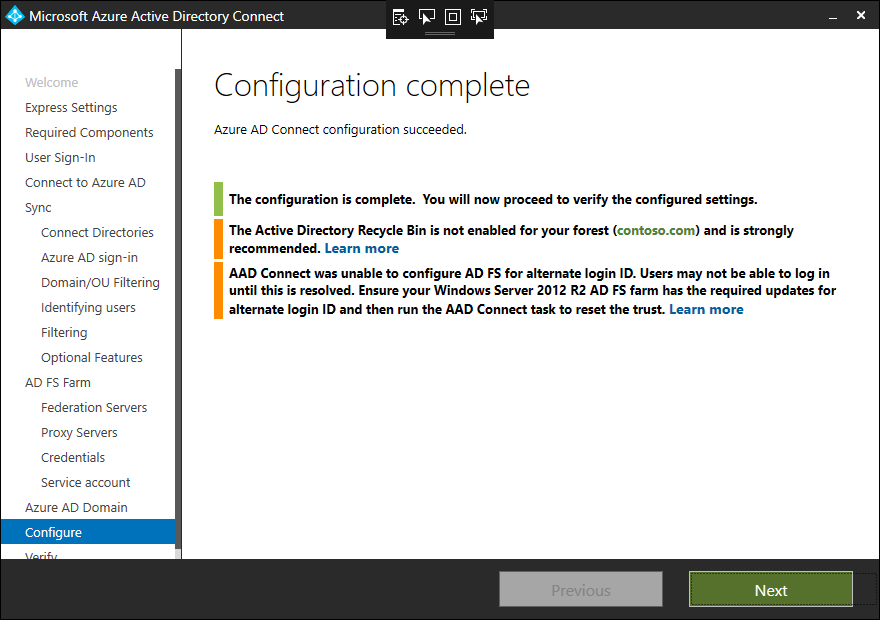 Microsoft Azure Active Directory Connect
Welcome
Express Settings
Required Components
User Sign-In
Connect to Azure AD
Sync
Connect Directories
Azure AD sign-in
Domain/OU Filtering
Identifying users
Filtering
Optional Features
AD FS Farm
Federation Servers
Proxy Servers
Credentials
Service account
Azure AD Domain
Configure
Verify
Configuration complete
Azure AD Connect configuration succeeded.
The configuration is complete.  You will now proceed to verify the configured settings.
The Active Directory Recycle Bin is not enabled for your forest (contoso.com) and is strongly
recommended. Learn more
AAD Connect was unable to configure AD FS for alternate login ID. Users may not be able to log in
until this is resolved. Ensure your Windows Server 2012 R2 AD FS farm has the required updates for
alternate login ID and then run the AAD Connect task to reset the trust. Learn more
Previous
Next